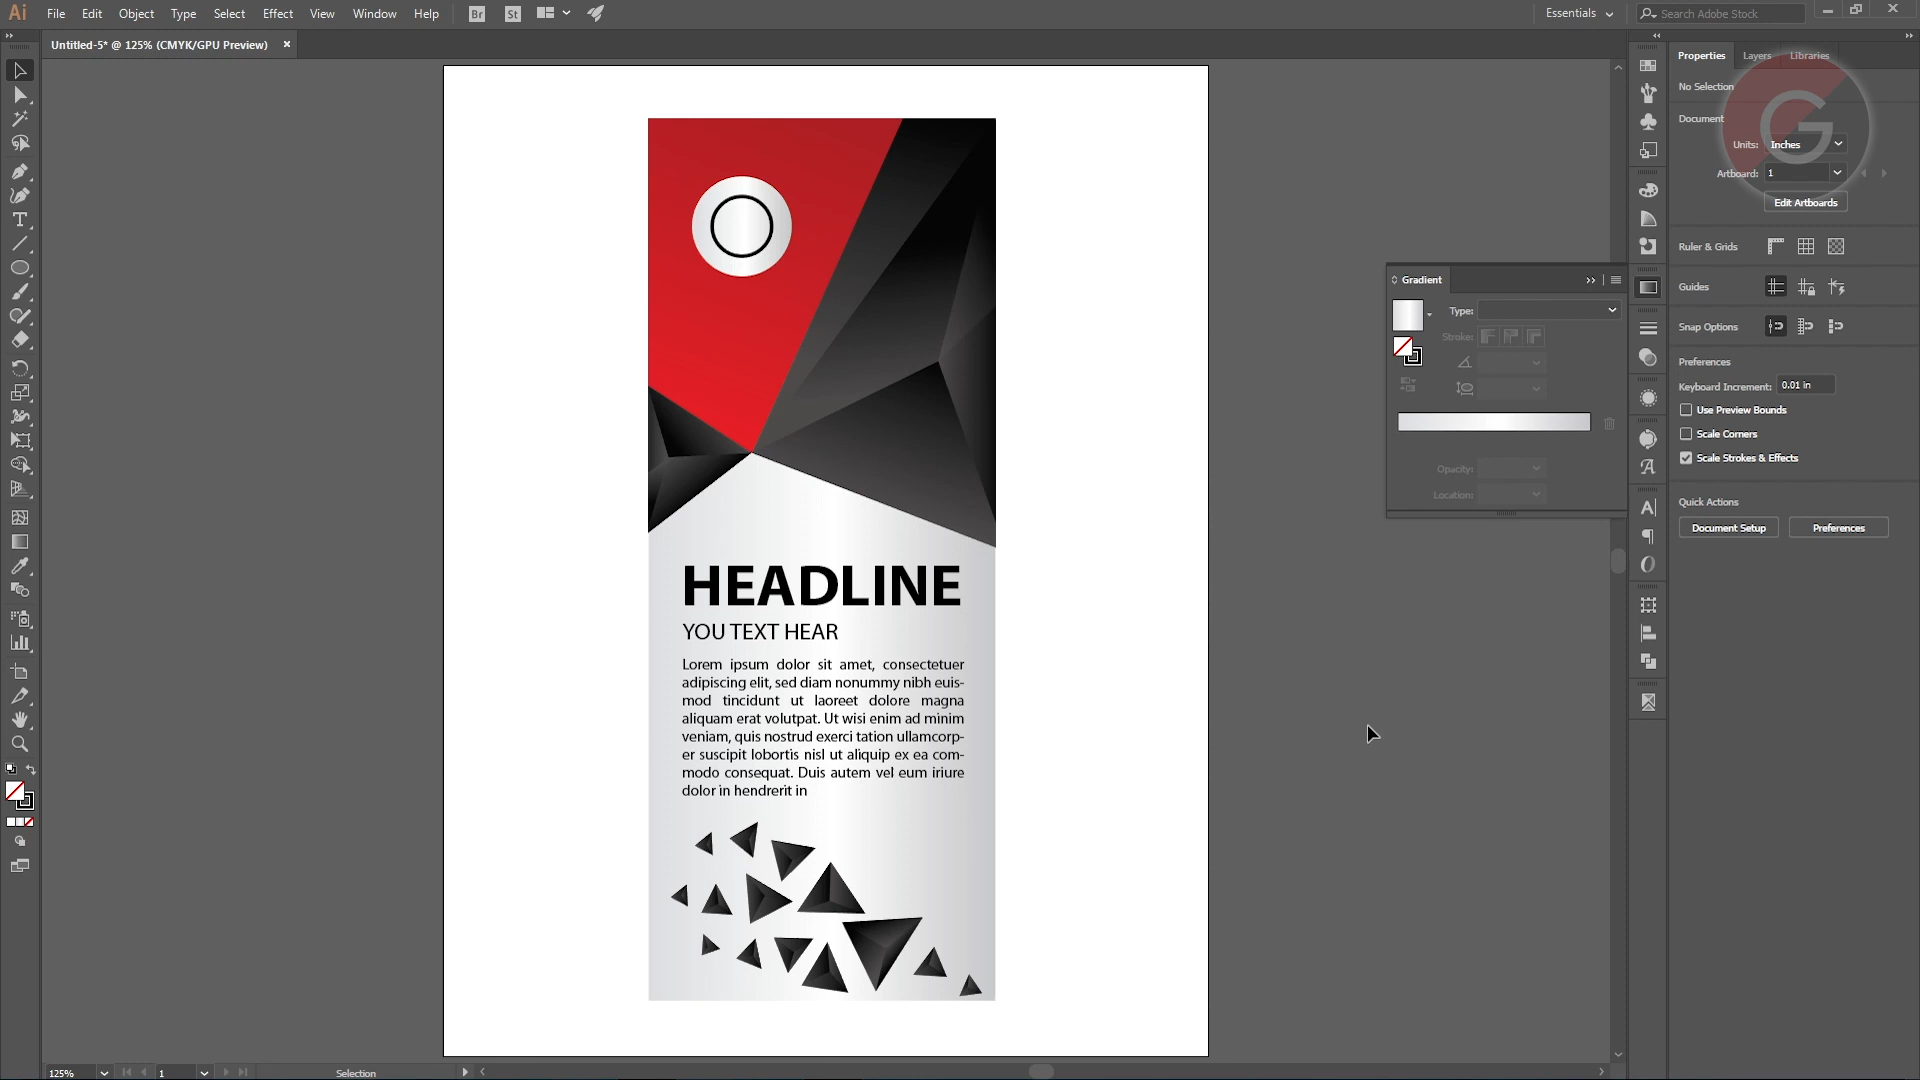 Ai File Edit Object Type Select Effect View Window Help Br St Essentials Search Adobe Stock
Untitled-5* @ 125% (CMYK/GPU Preview) ×
Properties Layers Libraries
No Selection
Document
Units: Inches
Artboard: 1
Edit Artboards
Ruler & Grids
Guides
Snap Options
Preferences
Keyboard Increment: 0.01 in
Use Preview Bounds
Scale Corners
Scale Strokes & Effects
Quick Actions
Document Setup Preferences
G
Gradient
Type:
Stroke:
Opacity:
Location:
HEADLINE
YOU TEXT HEAR
Lorem ipsum dolor sit amet, consectetuer
adipiscing elit, sed diam nonummy nibh euis-
mod tincidunt ut laoreet dolore magna
aliquam erat volutpat. Ut wisi enim ad minim
veniam, quis nostrud exerci tation ullamcorp-
er suscipit lobortis nisl ut aliquip ex ea com-
modo consequat. Duis autem vel eum iriure
dolor in hendrerit in
125% 1 Selection